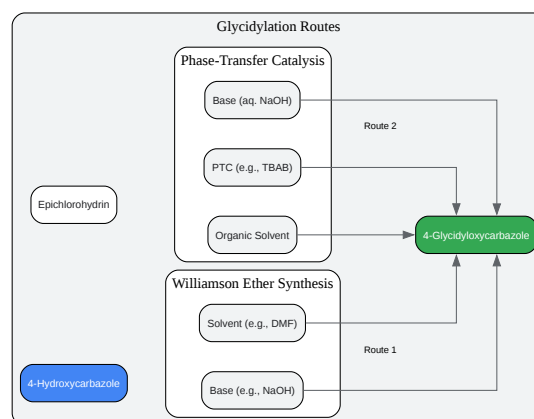 Glycidylation Routes
Phase-Transfer Catalysis
Base (aq. NaOH)
Route 2
PTC (e.g., TBAB)
Epichlorohydrin
Organic Solvent
4-Glycidyloxycarbazole
Williamson Ether Synthesis
Solvent (e.g., DMF)
Route 1
4-Hydroxycarbazole
Base (e.g., NaOH)